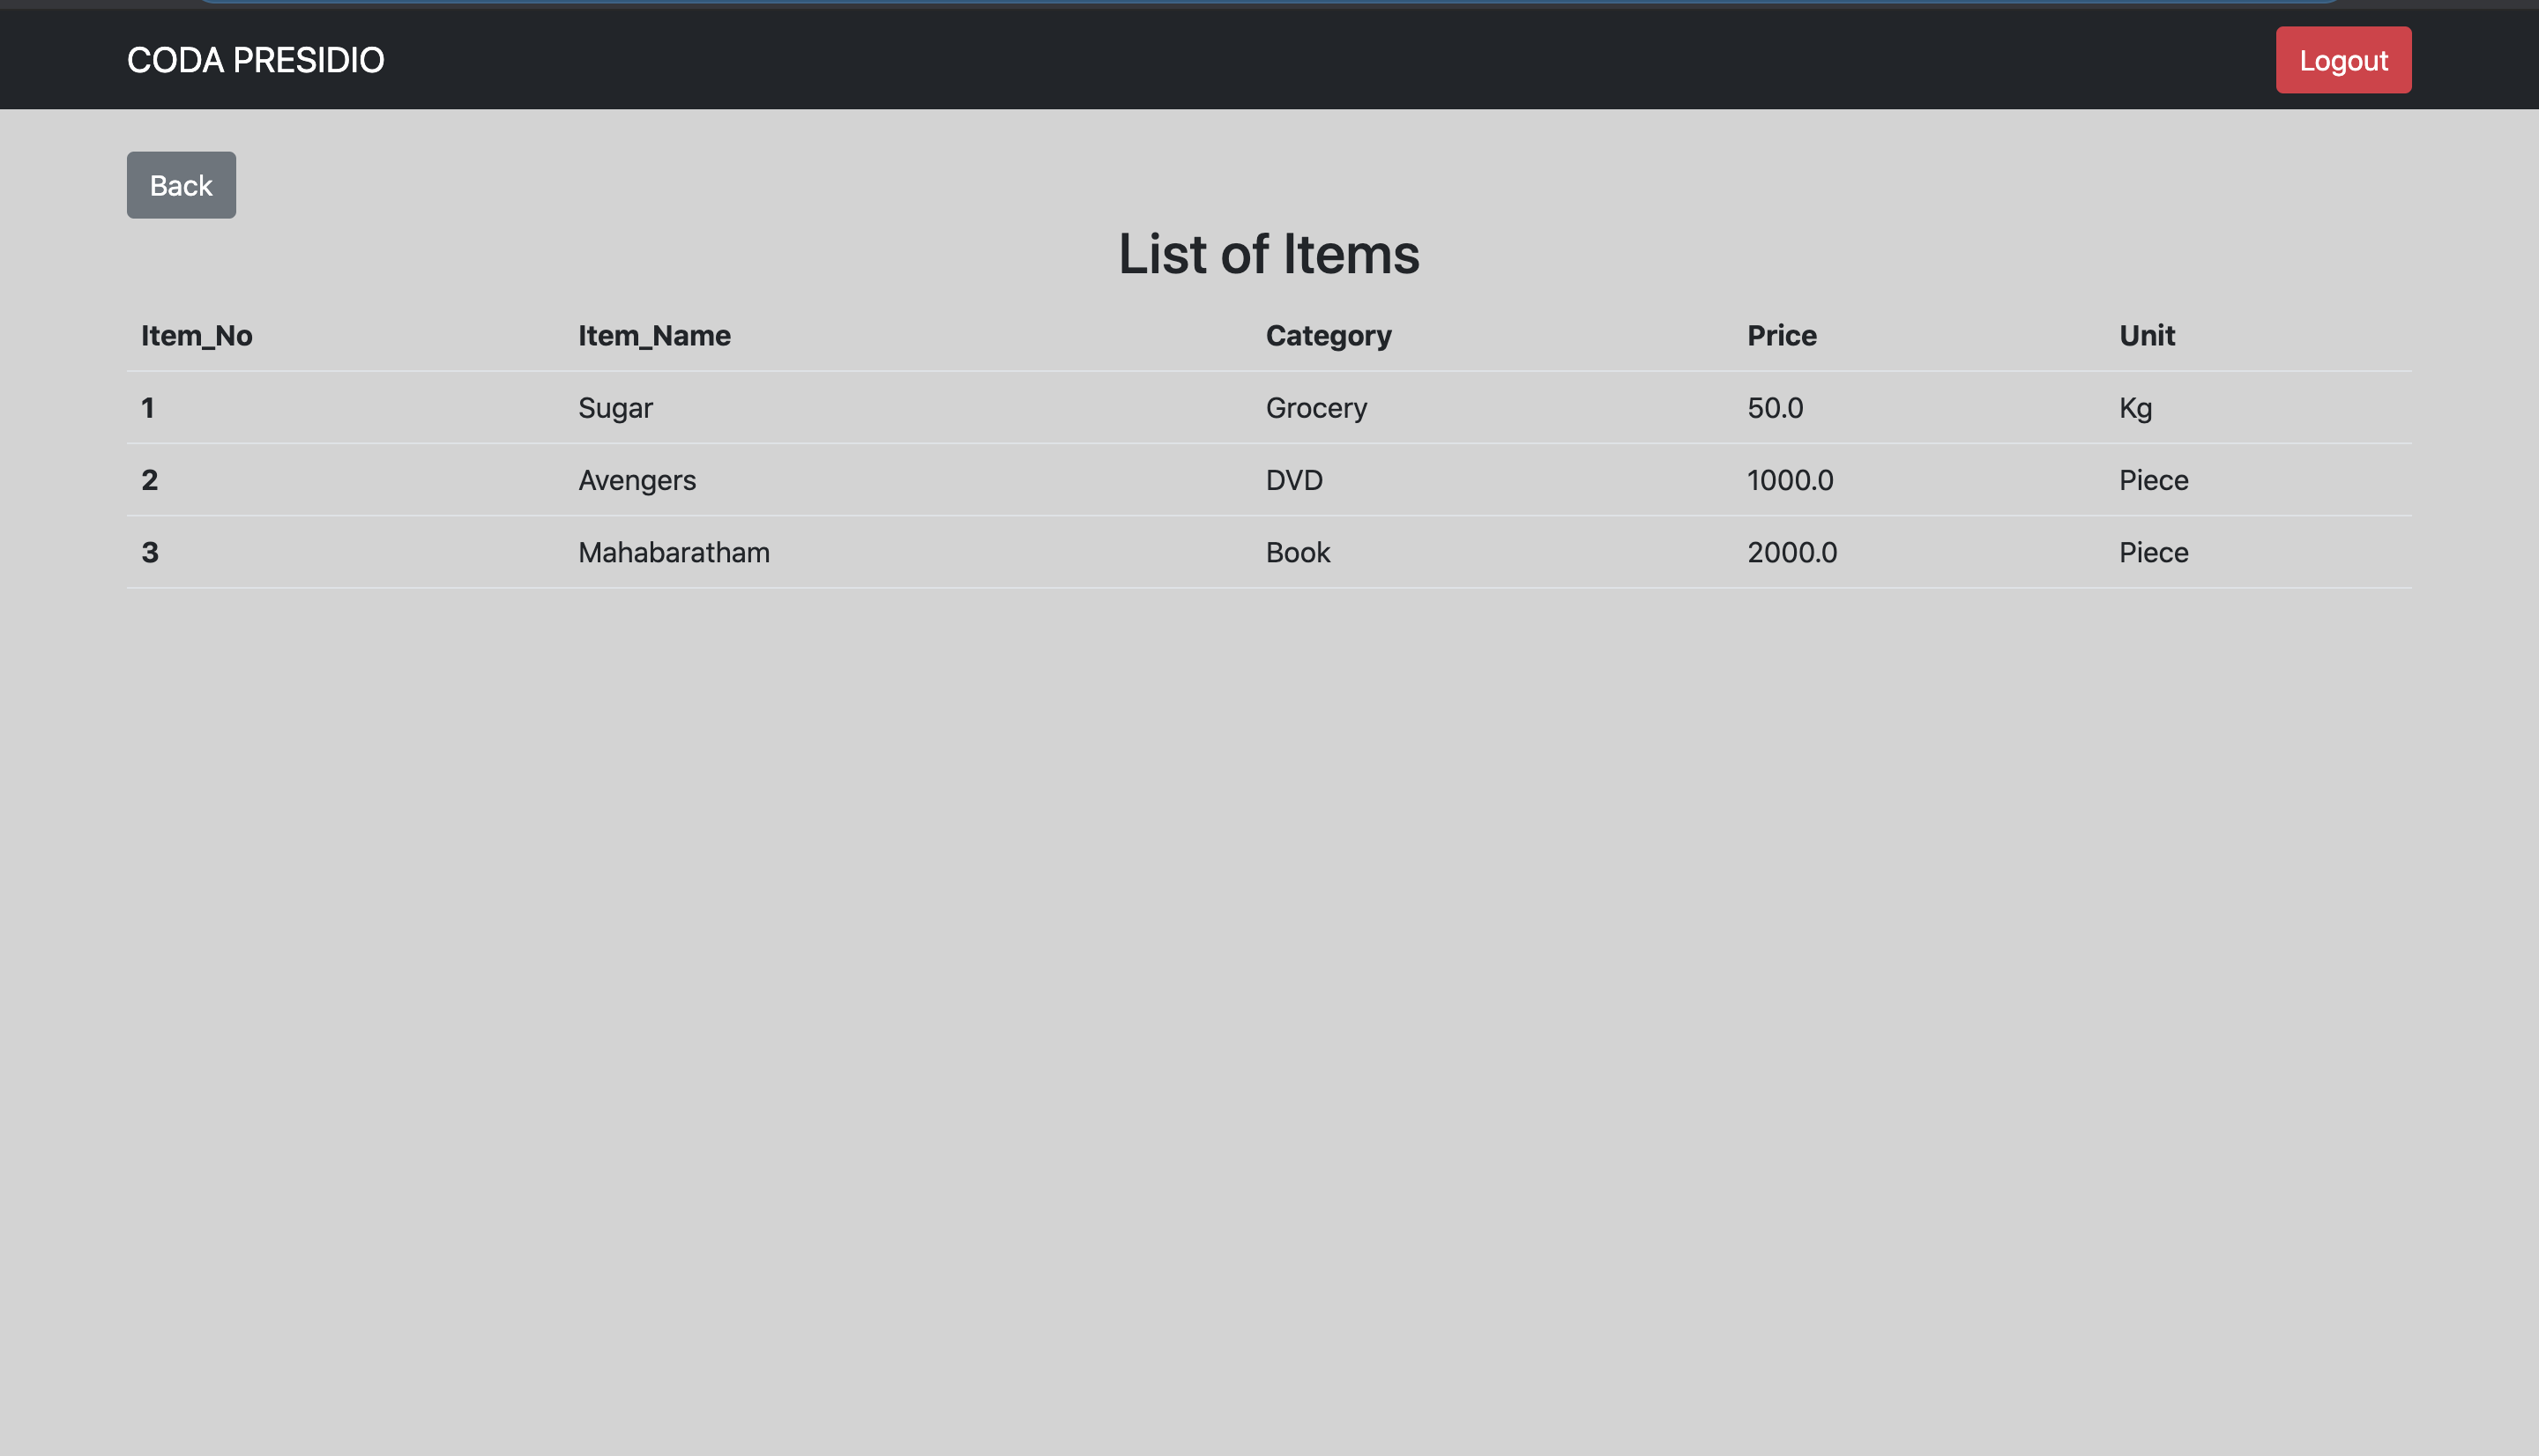 CODA PRESIDIO Logout
Back
List of Items
Item_No Item_Name Category Price Unit
1 Sugar Grocery 50.0 Kg
2 Avengers DVD 1000.0 Piece
3 Mahabaratham Book 2000.0 Piece